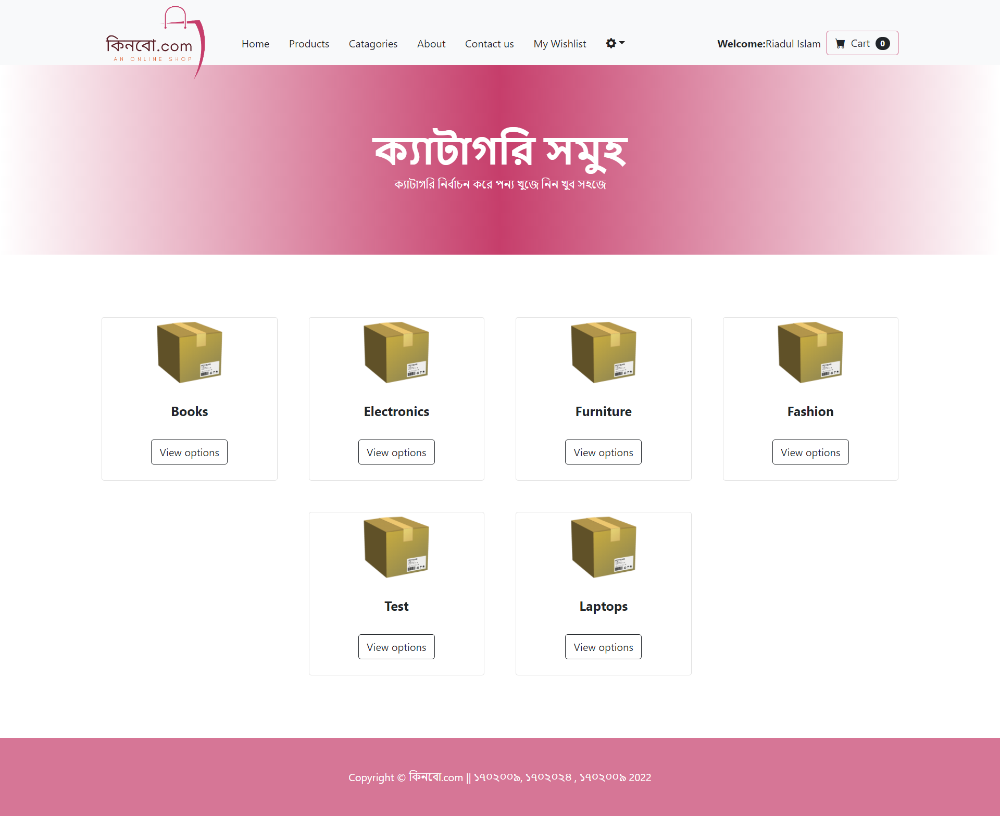 কিনবো.com
AN ONLINE SHOP
Home Products Catagories About Contact us My Wishlist Welcome:Riadul Islam Cart 0
ক্যাটাগরি সমুহ
ক্যাটাগরি নির্বাচন করে পন্য খুজে নিন খুব সহজে
Books Electronics Furniture Fashion
View options View options View options View options
Test Laptops
View options View options
Copyright © কিনবো.com || ১৭০২০০৯, ১৭০২০২৪ , ১৭০২০০৯ 2022